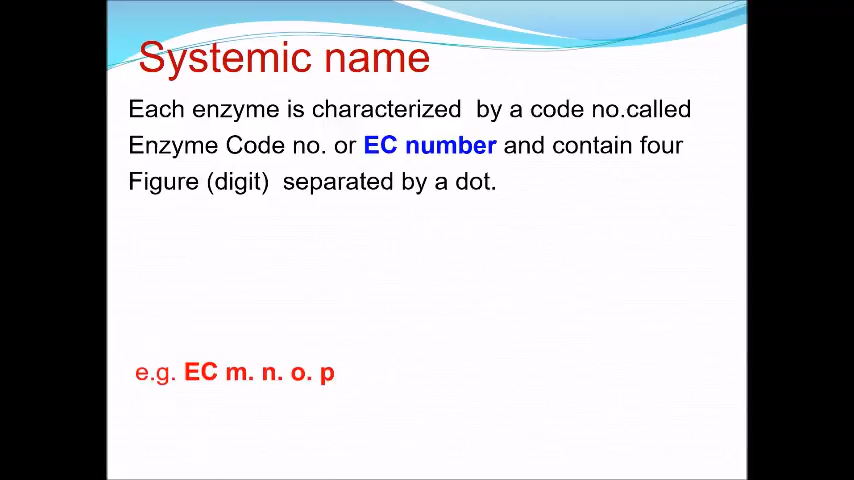 Systemic name
Each enzyme is characterized by a code no.called
Enzyme Code no. or EC number and contain four
Figure (digit) separated by a dot.
e.g. EC m. n. o. p